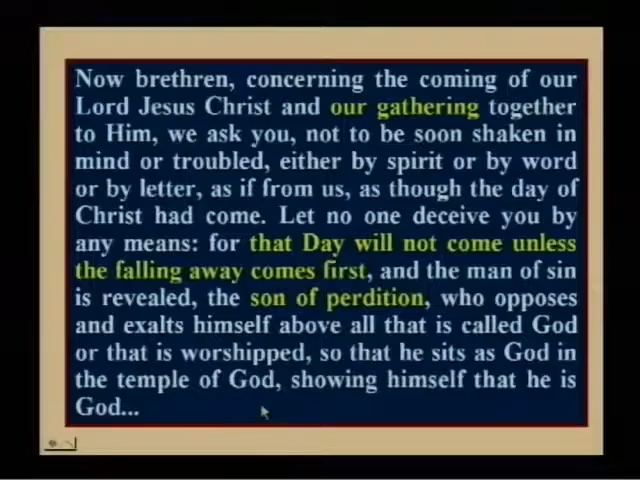 Now brethren, concerning the coming of our
Lord Jesus Christ and our gathering together
to Him, we ask you, not to be soon shaken in
mind or troubled, either by spirit or by word
or by letter, as if from us, as though the day of
Christ had come. Let no one deceive you by
any means: for that Day will not come unless
the falling away comes first, and the man of sin
is revealed, the son of perdition, who opposes
and exalts himself above all that is called God
or that is worshipped, so that he sits as God in
the temple of God, showing himself that he is
God...